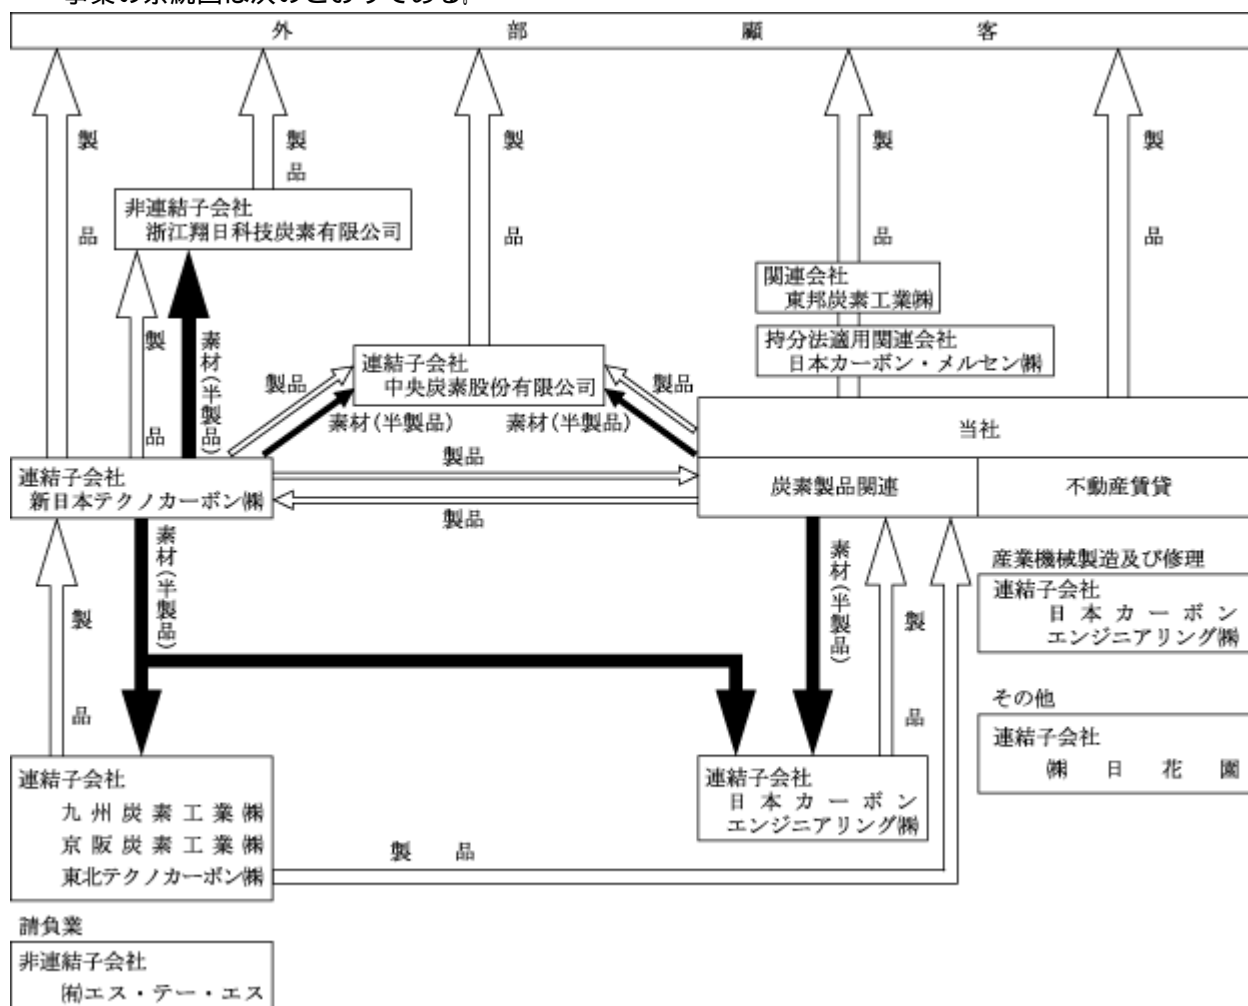 事業の系統図は次のとおりである。
外部顧客
製品
製品
製品
製品
製品
非連結子会社
浙江翔日科技炭素有限公司
関連会社
東邦炭素工業㈱
持分法適用関連会社
日本カーボン・メルセン㈱
連結子会社
中央炭素股份有限公司
製品
素材(半製品)
製品
素材(半製品)
製品
素材(半製品)
当社
炭素製品関連
不動産賃貸
製品
製品
連結子会社
新日本テクノカーボン㈱
素材(半製品)
製品
素材(半製品)
製品
産業機械製造及び修理
連結子会社
日本カーボン
エンジニアリング㈱
その他
連結子会社
㈱日花園
連結子会社
九州炭素工業㈱
京阪炭素工業㈱
東北テクノカーボン㈱
連結子会社
日本カーボン
エンジニアリング㈱
製品
請負業
非連結子会社
㈲エス・テー・エス